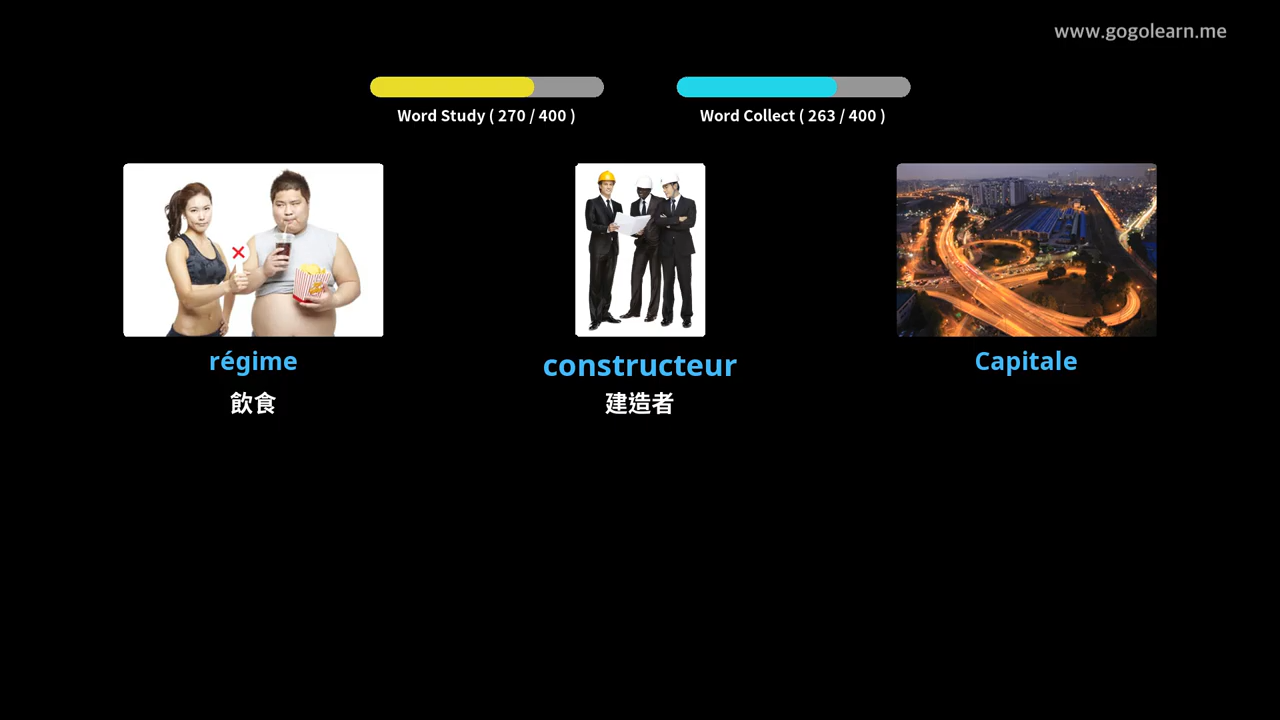 www.gogolearn.me
Word Study ( 270 / 400 )
Word Collect ( 263 / 400 )
régime
constructeur
Capitale
飲食
建造者